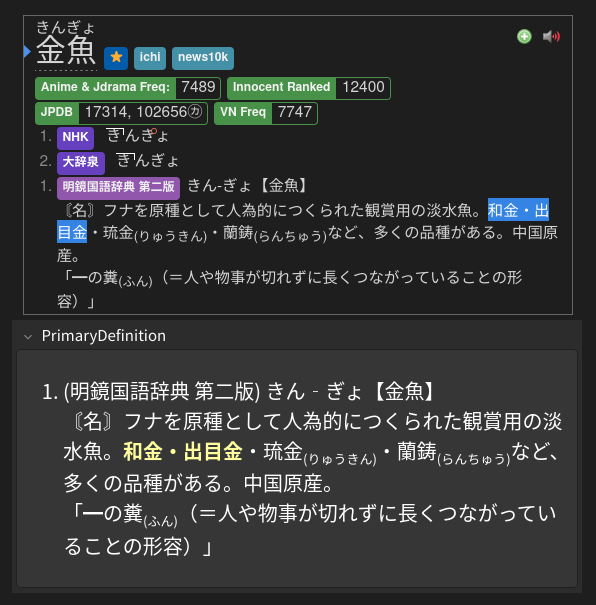 きんぎょ
金魚 ★ ichi news10k
Anime & Jdrama Freq: 7489 Innocent Ranked 12400
JPDB 17314, 102656㋕ VN Freq 7747
1. NHK きんぎょ
2. 大辞泉 きんぎょ
1. 明鏡国語辞典 第二版 きん‐ぎょ【金魚】
〘名〙フナを原種として人為的につくられた観賞用の淡水魚。和金・出
目金・琉金(りゅうきん)・蘭鋳(らんちゅう)など、多くの品種がある。中国原
産。
「━の糞(ふん)（＝人や物事が切れずに長くつながっていることの形
容）」
PrimaryDefinition
1. (明鏡国語辞典 第二版) きん‐ぎょ【金魚】
〘名〙フナを原種として人為的につくられた観賞用の淡
水魚。和金・出目金・琉金(りゅうきん)・蘭鋳(らんちゅう)など、
多くの品種がある。中国原産。
「━の糞(ふん)（＝人や物事が切れずに長くつながってい
ることの形容）」